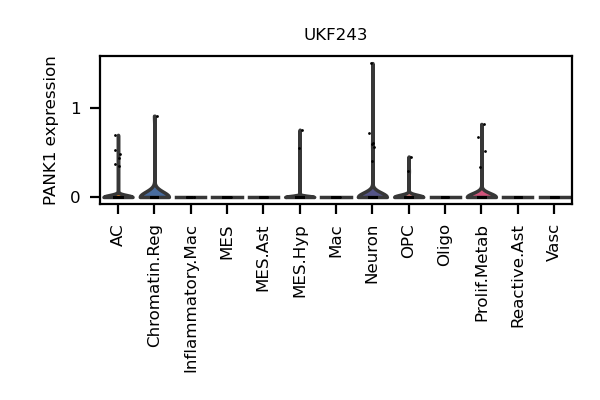 UKF243
PANK1 expression
1
0
AC
Chromatin.Reg
Inflammatory.Mac
MES
MES.Ast
MES.Hyp
Mac
Neuron
OPC
Oligo
Prolif.Metab
Reactive.Ast
Vasc